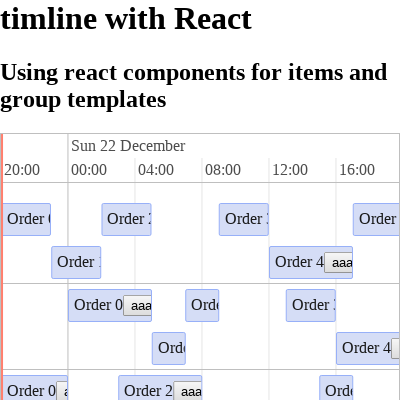 timline with React
Using react components for items and
group templates
Sun 22 December
20:00 00:00 04:00 08:00 12:00 16:00
Order Order Order Order
Order Order 4 aaa
Order 0 aaa Order
Order 4
Order 0 Order 2 aaa